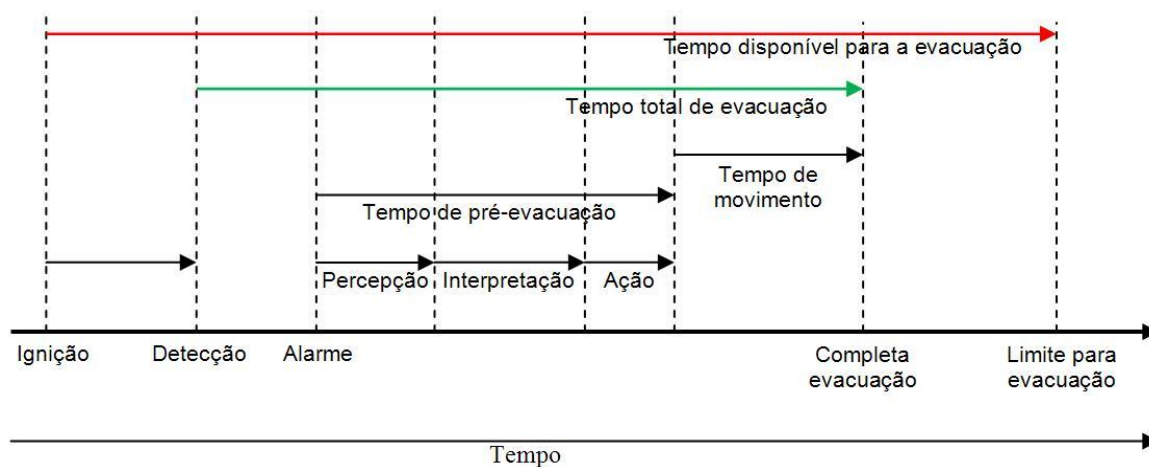 Tempo disponível para a evacuação
Tempo total de evacuação
Tempo de
movimento
Tempo de pré-evacuação
Percepção
Interpretação
Ação
Ignição
Detecção
Alarme
Completa
evacuação
Limite para
evacuação
Tempo